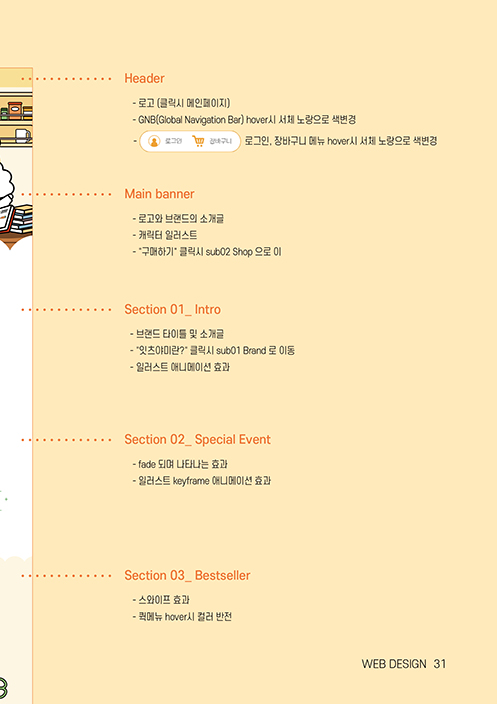 Header
- 로고 (클릭시 메인페이지)
- GNB(Global Navigation Bar) hover시 서체 노랑으로 색변경
- 로그인 장바구니 로그인, 장바구니 메뉴 hover시 서체 노랑으로 색변경
Main banner
- 로고와 브랜드의 소개글
- 캐릭터 일러스트
- "구매하기" 클릭시 sub02 Shop 으로 이
Section 01_ Intro
- 브랜드 타이틀 및 소개글
- "잇츠야미란?" 클릭시 sub01 Brand 로 이동
- 일러스트 애니메이션 효과
Section 02_ Special Event
- fade 되며 나타나는 효과
- 일러스트 keyframe 애니메이션 효과
Section 03_ Bestseller
- 스와이프 효과
- 퀵메뉴 hover시 컬러 반전
WEB DESIGN 31